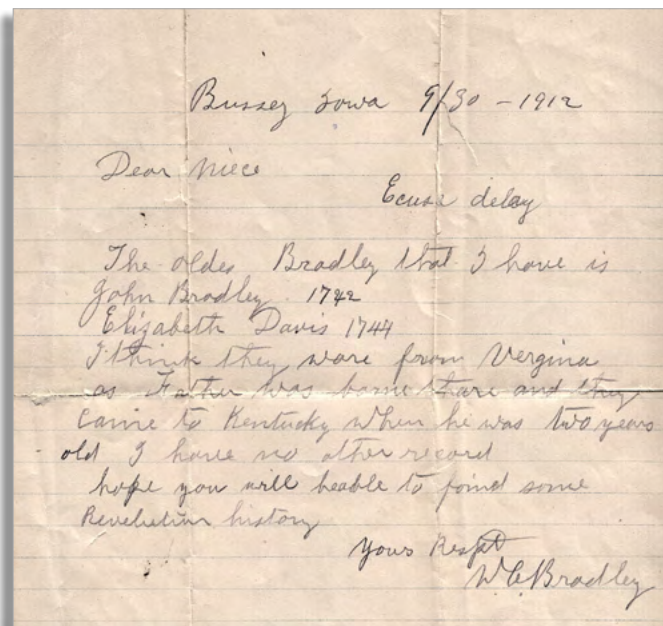 Bussey Iowa 9/30 - 1912
Dear Niece
Ecuse delay
The oldes Bradley that I have is
John Bradley 1742
Elizabeth Davis 1744
I think they ware from Vergina
as Father was borne thare and they
came to Kentucky when he was two years
old I have no other record
hope you will beable to foind some
Revelution history
Yours Respt
W C Bradley